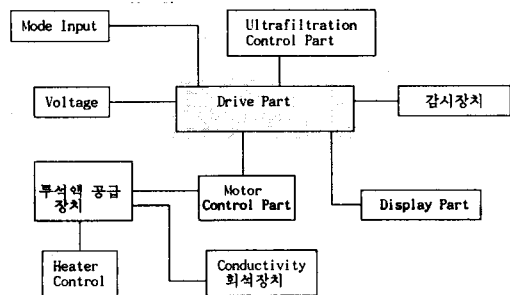 Mode Input
Ultrafiltration
Control Part
Voltage
Drive Part
감시장치
투석액 공급
장치
Motor
Control Part
Display Part
Heater
Control
Conductivity
희석장치